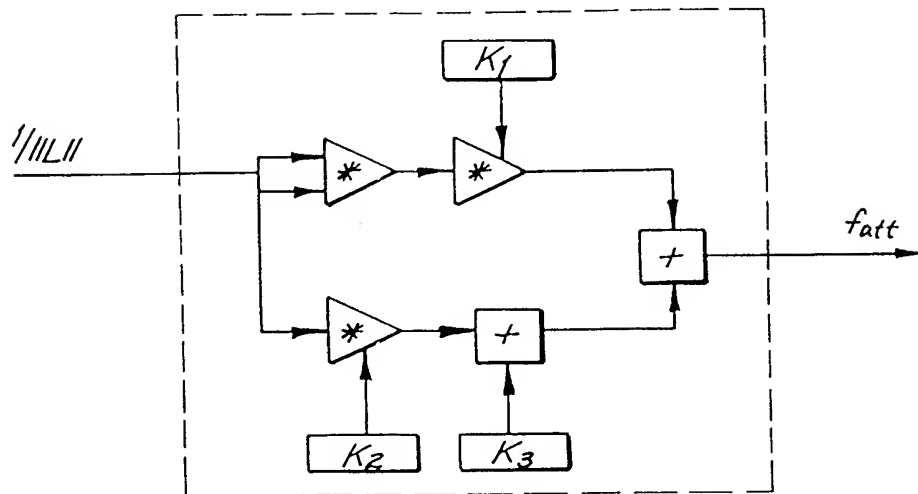 K1
1/||L||
*
*
fatt
+
*
+
K2
K3